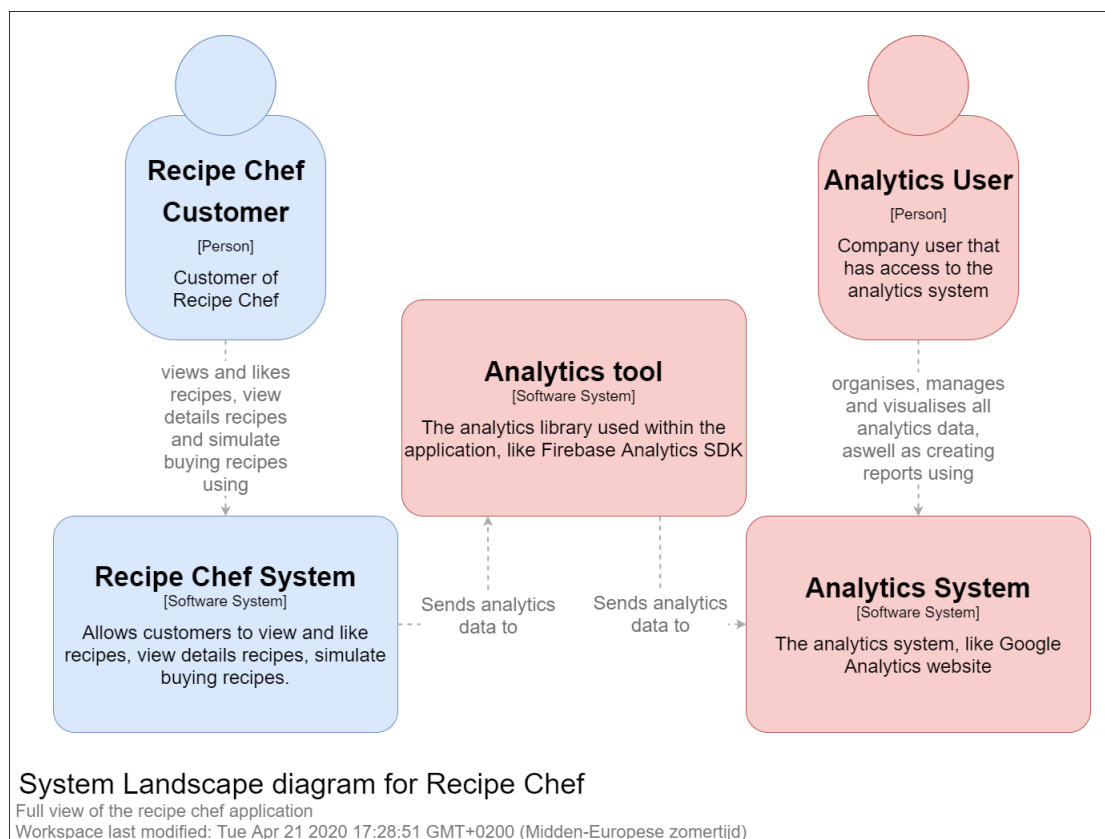 Recipe Chef
Customer
[Person]
Customer of
Recipe Chef
Analytics User
[Person]
Company user that
has access to the
analytics system
views and likes
recipes, view
details recipes
and simulate
buying recipes
using
Analytics tool
[Software System]
The analytics library used within the
application, like Firebase Analytics SDK
organises, manages
and visualises all
analytics data,
aswell as creating
reports using
Recipe Chef System
[Software System]
Allows customers to view and like
recipes, view details recipes, simulate
buying recipes.
Sends analytics
data to
Sends analytics
data to
Analytics System
[Software System]
The analytics system, like Google
Analytics website
System Landscape diagram for Recipe Chef
Full view of the recipe chef application
Workspace last modified: Tue Apr 21 2020 17:28:51 GMT+0200 (Midden-Europese zomertijd)